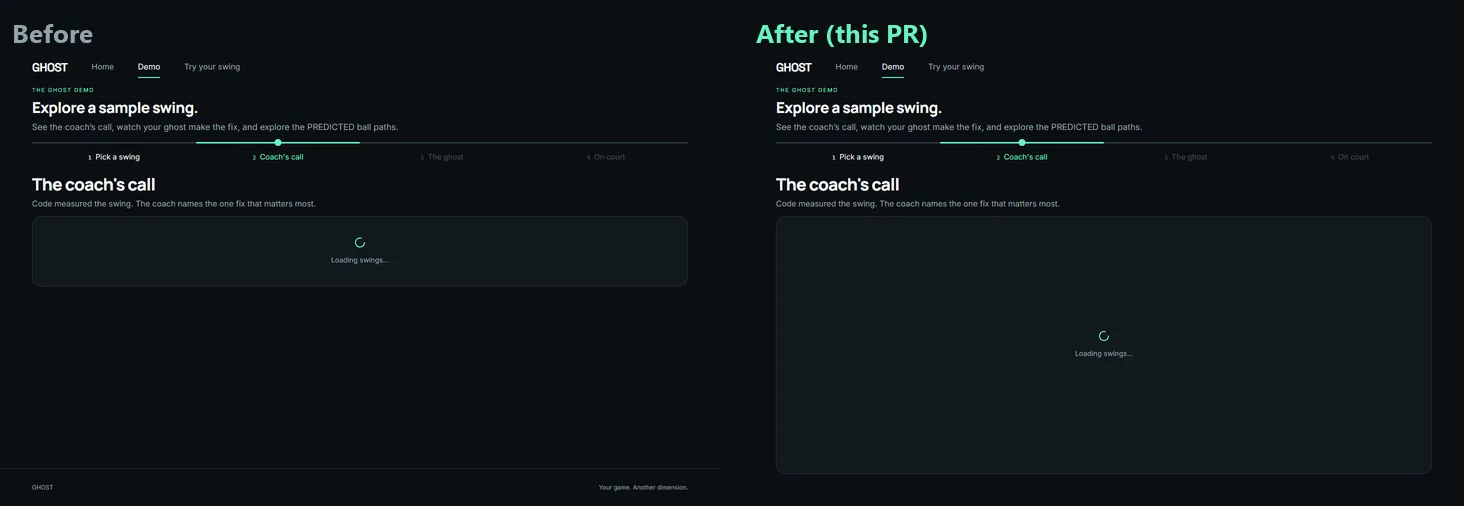 Before
GHOST Home Demo Try your swing
THE GHOST DEMO
Explore a sample swing.
See the coach's call, watch your ghost make the fix, and explore the PREDICTED ball paths.
1 Pick a swing 2 Coach's call 3 The ghost 4 On court
The coach's call
Code measured the swing. The coach names the one fix that matters most.
Loading swings...
GHOST Your game. Another dimension.
After (this PR)
GHOST Home Demo Try your swing
THE GHOST DEMO
Explore a sample swing.
See the coach's call, watch your ghost make the fix, and explore the PREDICTED ball paths.
1 Pick a swing 2 Coach's call 3 The ghost 4 On court
The coach's call
Code measured the swing. The coach names the one fix that matters most.
Loading swings...